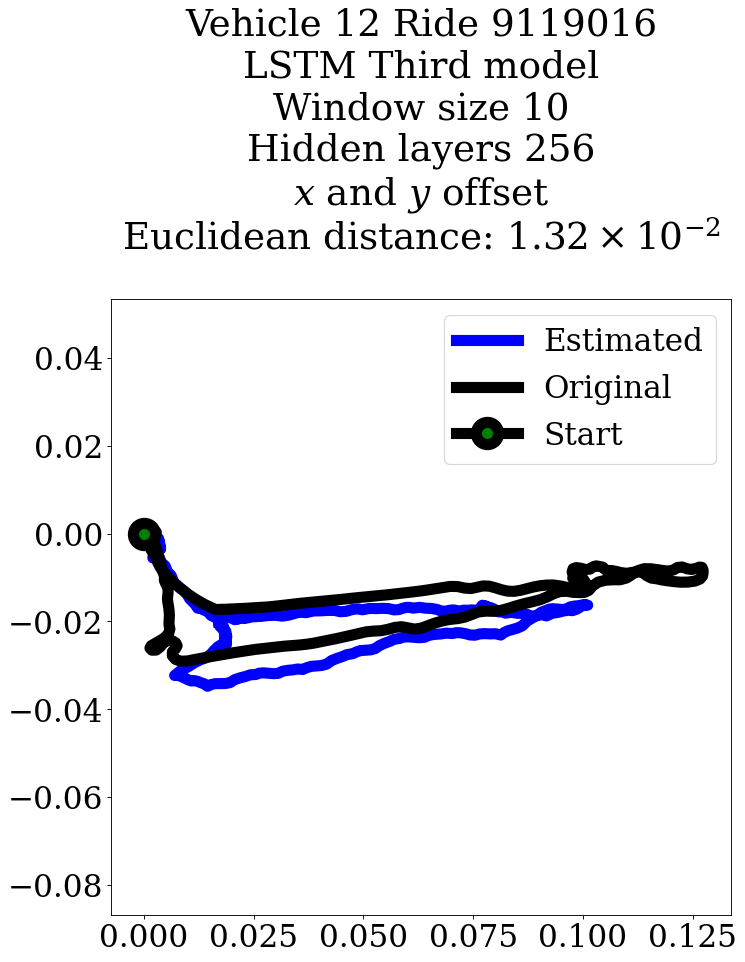 Vehicle 12 Ride 9119016
LSTM Third model
Window size 10
Hidden layers 256
x and y offset
Euclidean distance: 1.32 × 10⁻²
Estimated
Original
Start
0.04
0.02
0.00
−0.02
−0.04
−0.06
−0.08
0.000 0.025 0.050 0.075 0.100 0.125